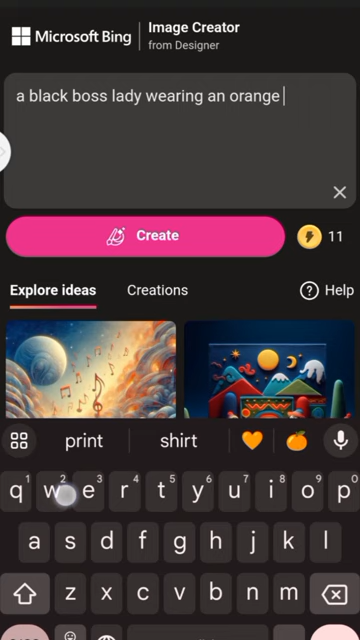 Microsoft Bing
Image Creator
from Designer
a black boss lady wearing an orange
Create
11
Explore ideas
Creations
Help
print
shirt
q w e r t y u i o p
2 3 4 5 6 7 8 9 0
a s d f g h j k l
z x c v b n m